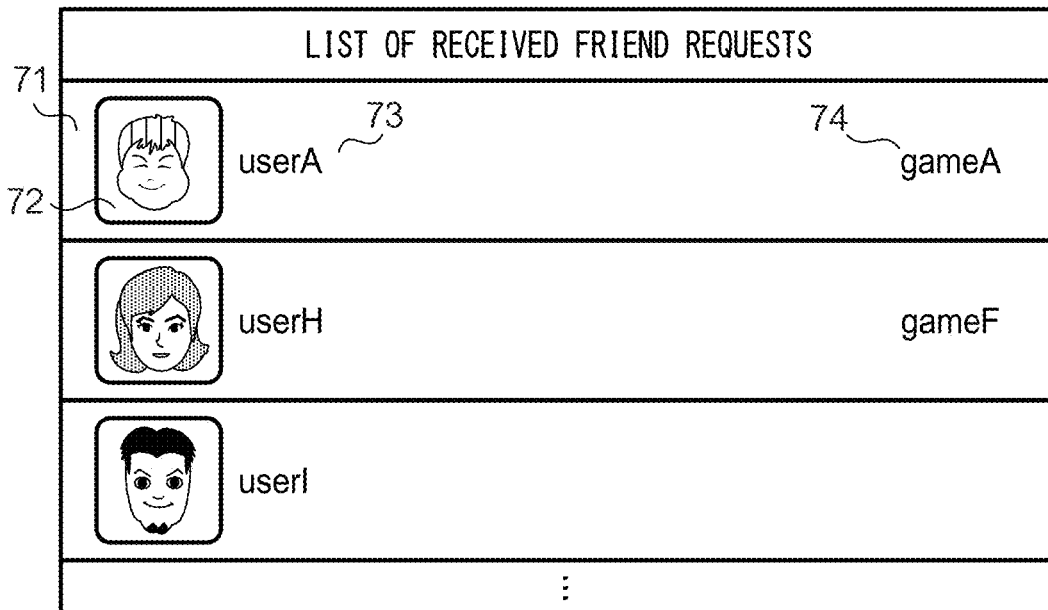 LIST OF RECEIVED FRIEND REQUESTS
71
73
74
userA
gameA
72
userH
gameF
userI
⋮